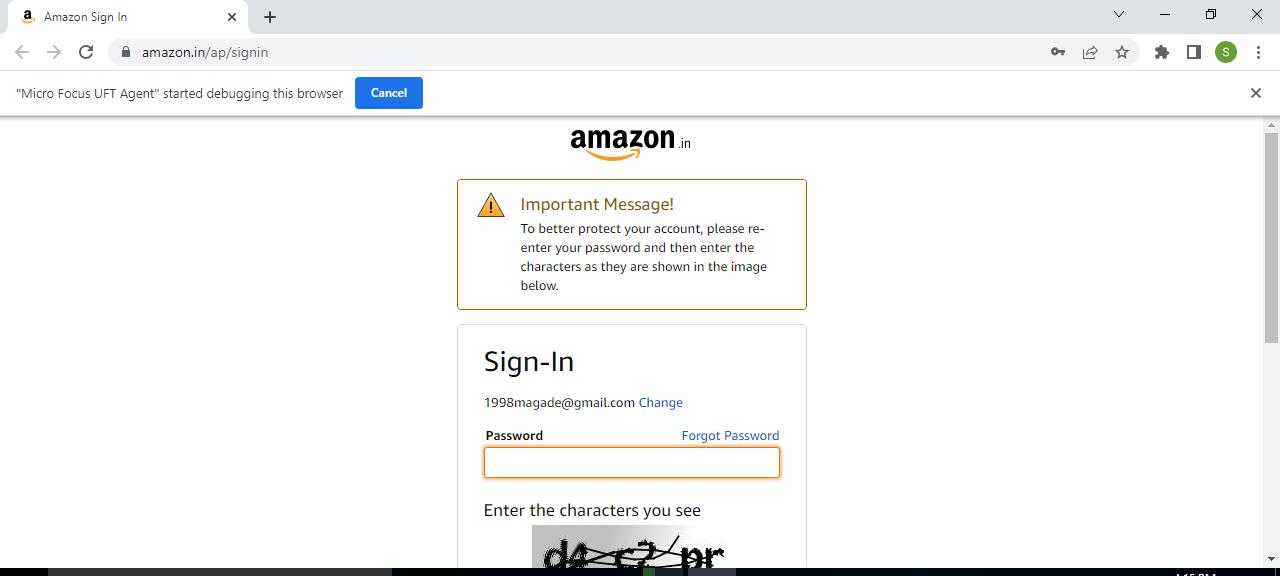 Amazon Sign In
amazon.in/ap/signin
S
"Micro Focus UFT Agent" started debugging this browser
Cancel
amazon.in
Important Message!
To better protect your account, please re-
enter your password and then enter the
characters as they are shown in the image
below.
Sign-In
1998magade@gmail.com Change
Password Forgot Password
Enter the characters you see